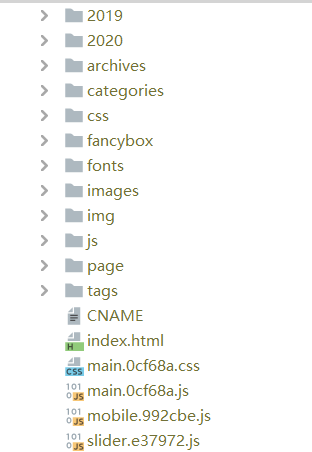 2019
2020
archives
categories
css
fancybox
fonts
images
img
js
page
tags
CNAME
index.html
main.0cf68a.css
main.0cf68a.js
mobile.992cbe.js
slider.e37972.js